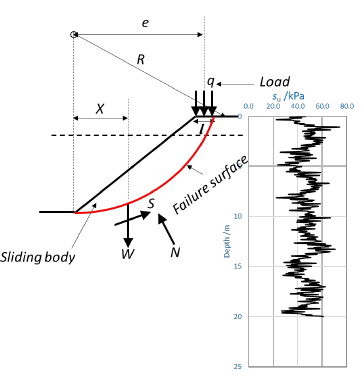 e
R
q
Load
X
l
S
Failure surface
Sliding body
W
N
0.0 20.0 40.0 60.0 80.0
su /kPa
0
5
10
15
20
25
Depth /m